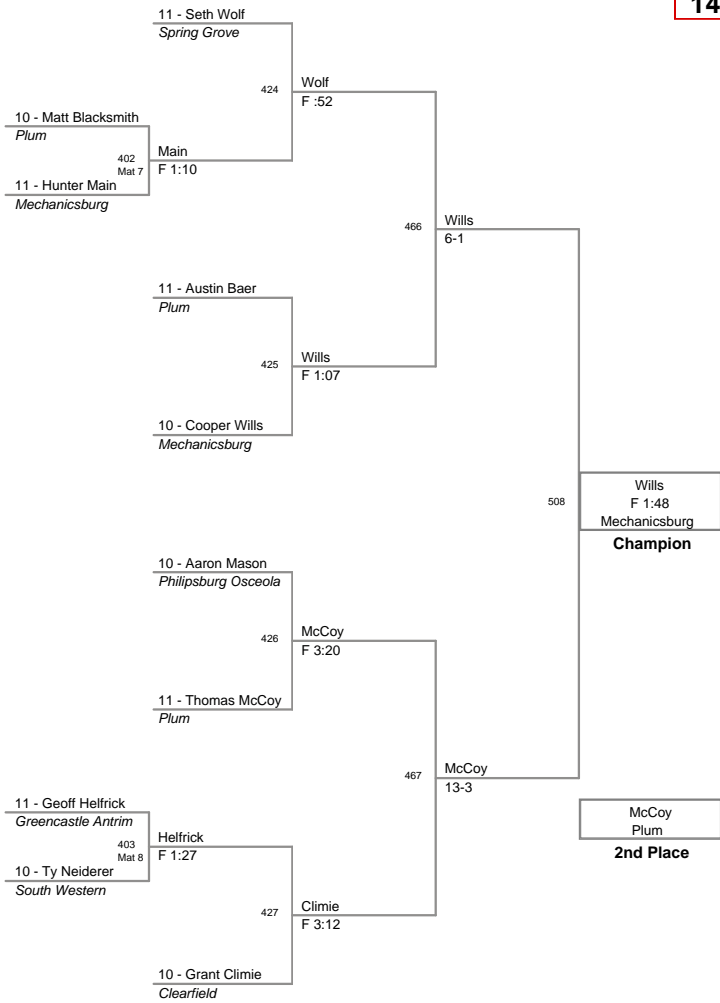 14
11 - Seth Wolf
Spring Grove
424
Wolf
F :52
10 - Matt Blacksmith
Plum
402
Mat 7
Main
F 1:10
11 - Hunter Main
Mechanicsburg
466
Wills
6-1
11 - Austin Baer
Plum
425
Wills
F 1:07
10 - Cooper Wills
Mechanicsburg
508
Wills
F 1:48
Mechanicsburg
Champion
10 - Aaron Mason
Philipsburg Osceola
426
McCoy
F 3:20
11 - Thomas McCoy
Plum
467
McCoy
13-3
11 - Geoff Helfrick
Greencastle Antrim
403
Mat 8
Helfrick
F 1:27
10 - Ty Neiderer
South Western
McCoy
Plum
2nd Place
427
Climie
F 3:12
10 - Grant Climie
Clearfield